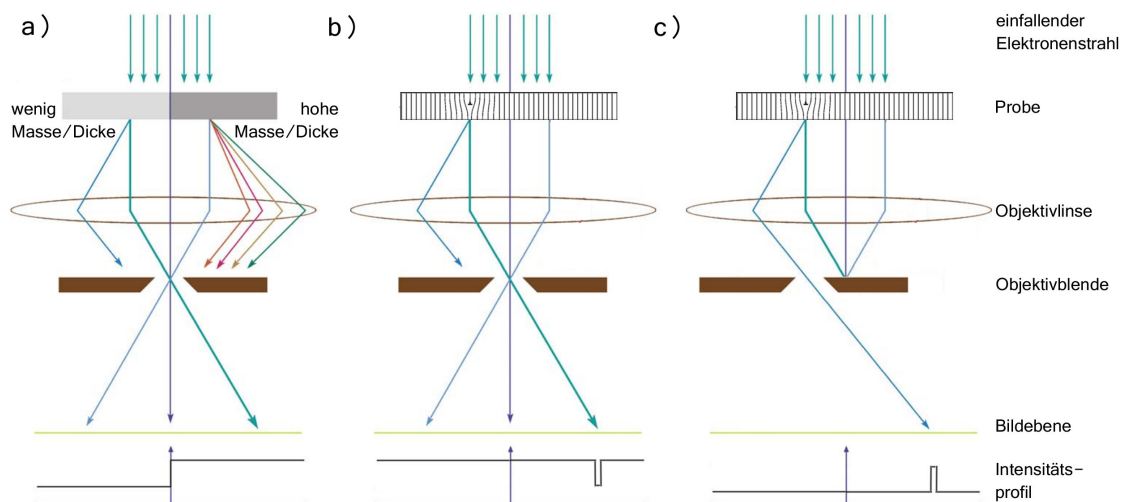 a)
b)
c)
einfallender
Elektronenstrahl
wenig
Masse/Dicke
hohe
Masse/Dicke
Probe
Objektivlinse
Objektivblende
Bildebene
Intensitäts-
profil